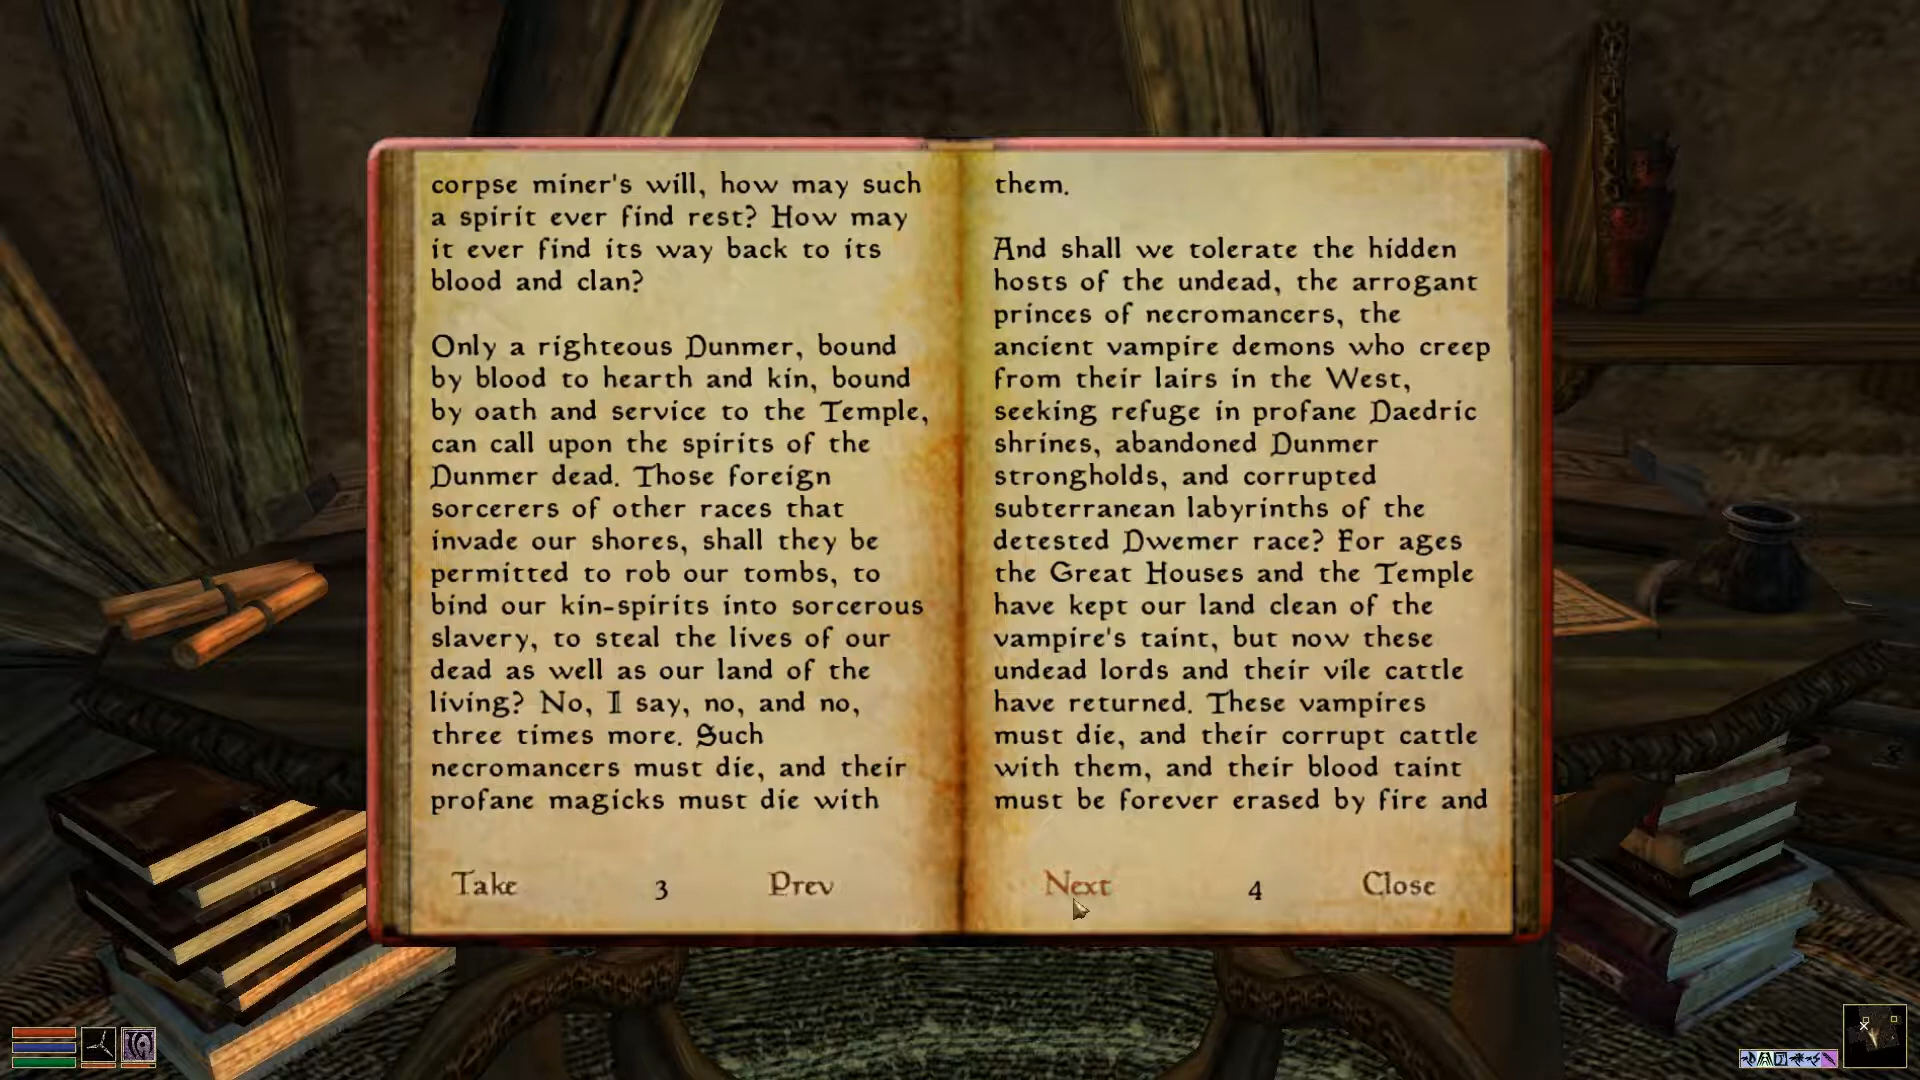 corpse miner's will, how may such
a spirit ever find rest? How may
it ever find its way back to its
blood and clan?
Only a righteous Dunmer, bound
by blood to hearth and kin, bound
by oath and service to the Temple,
can call upon the spirits of the
Dunmer dead. Those foreign
sorcerers of other races that
invade our shores, shall they be
permitted to rob our tombs, to
bind our kin-spirits into sorcerous
slavery, to steal the lives of our
dead as well as our land of the
living? No, I say, no, and no,
three times more. Such
necromancers must die, and their
profane magicks must die with
them.
And shall we tolerate the hidden
hosts of the undead, the arrogant
princes of necromancers, the
ancient vampire demons who creep
from their lairs in the West,
seeking refuge in profane Daedric
shrines, abandoned Dunmer
strongholds, and corrupted
subterranean labyrinths of the
detested Dwemer race? For ages
the Great Houses and the Temple
have kept our land clean of the
vampire's taint, but now these
undead lords and their vile cattle
have returned. These vampires
must die, and their corrupt cattle
with them, and their blood taint
must be forever erased by fire and
Take 3 Prev Next 4 Close